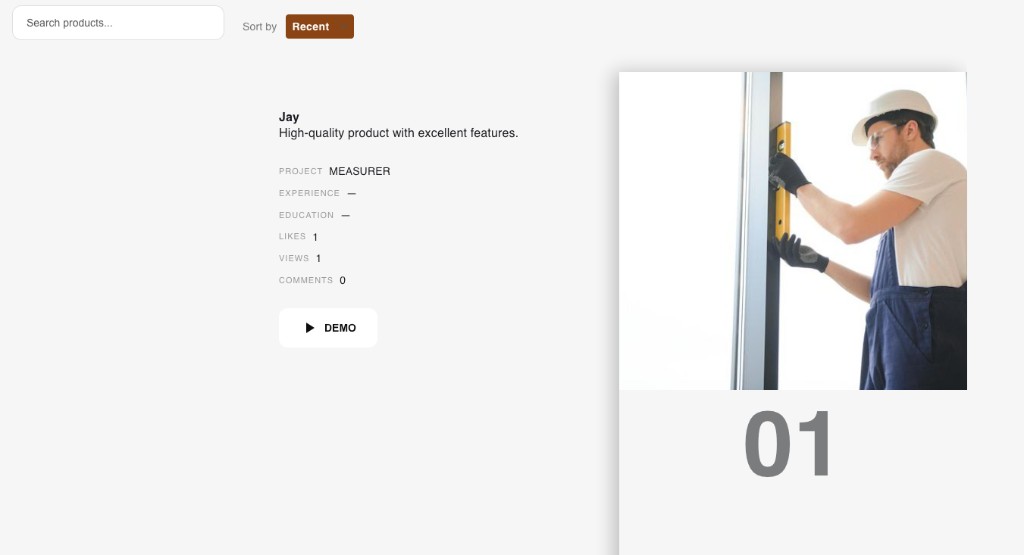 Search products...
Sort by Recent
Jay
High-quality product with excellent features.
PROJECT MEASURER
EXPERIENCE —
EDUCATION —
LIKES 1
VIEWS 1
COMMENTS 0
DEMO
01